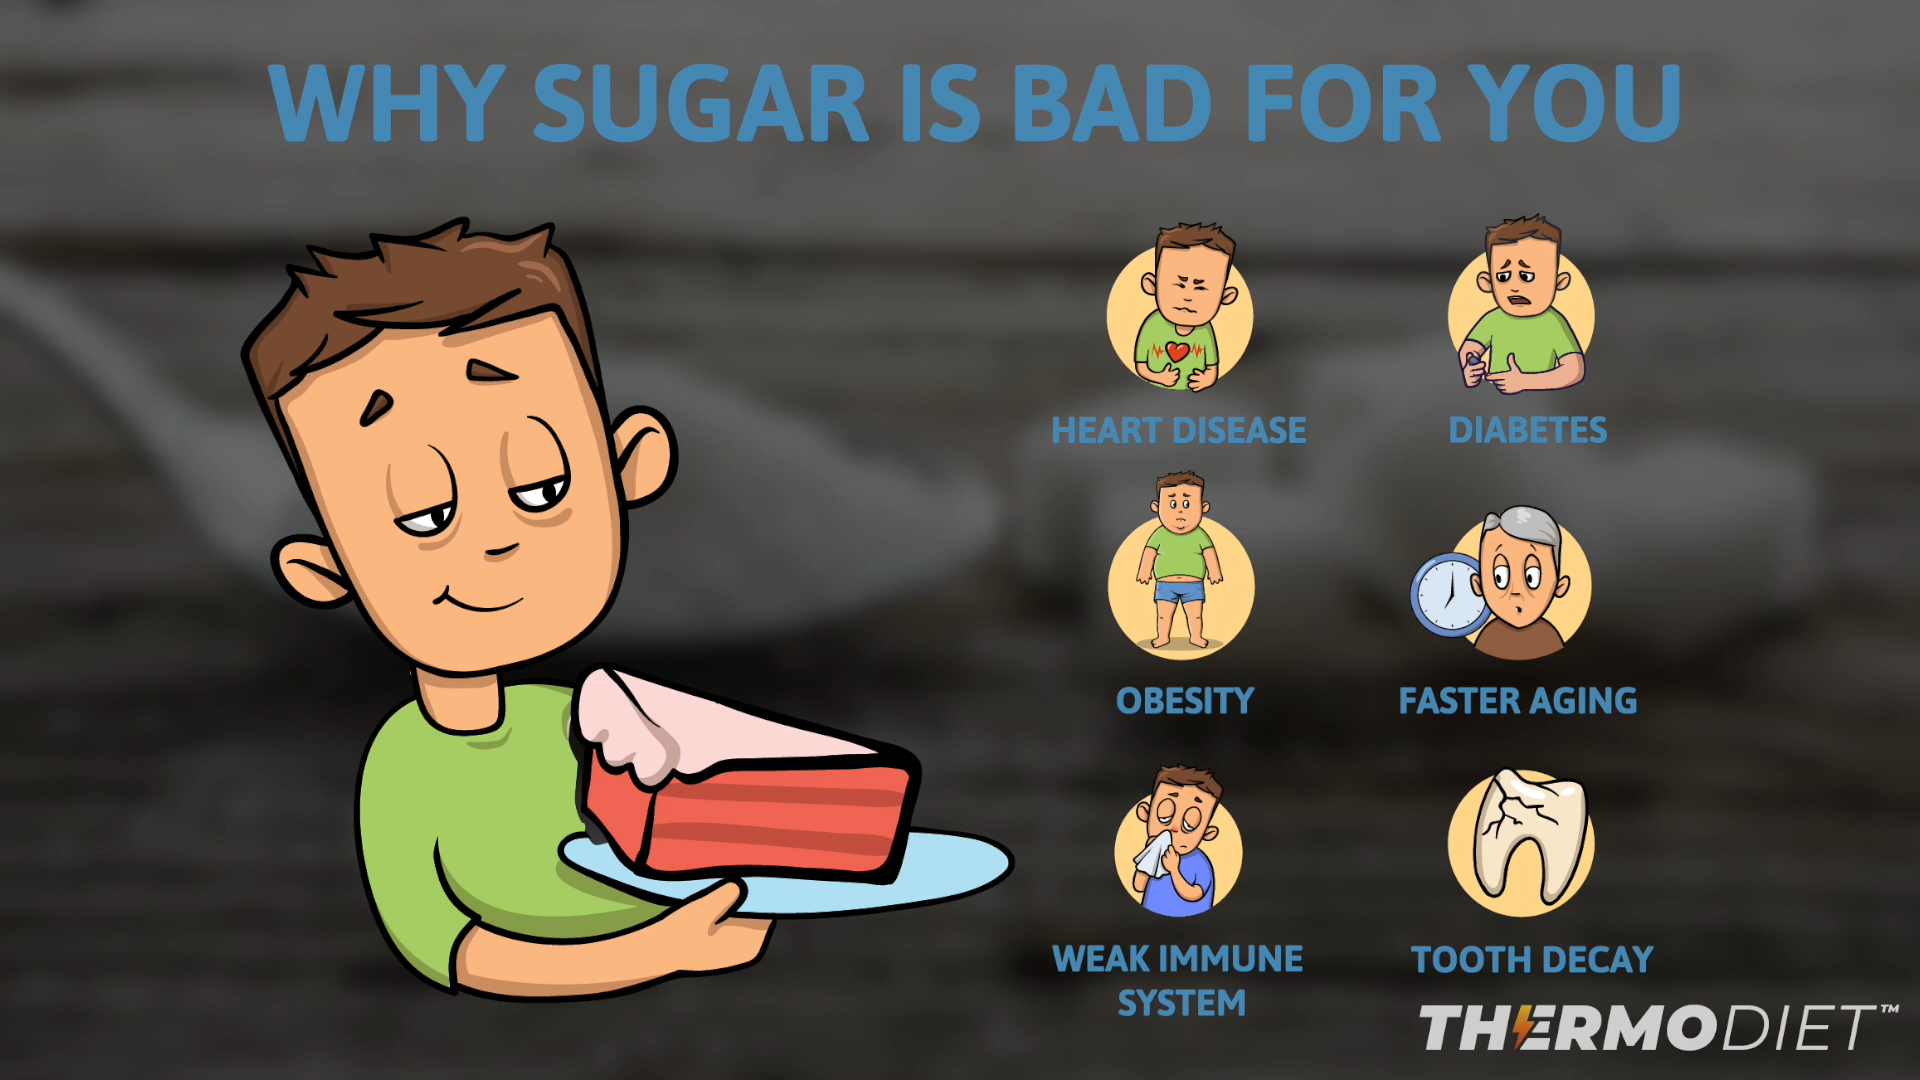 WHY SUGAR IS BAD FOR YOU
HEART DISEASE
DIABETES
OBESITY
FASTER AGING
WEAK IMMUNE
SYSTEM
TOOTH DECAY
THERMODIET™